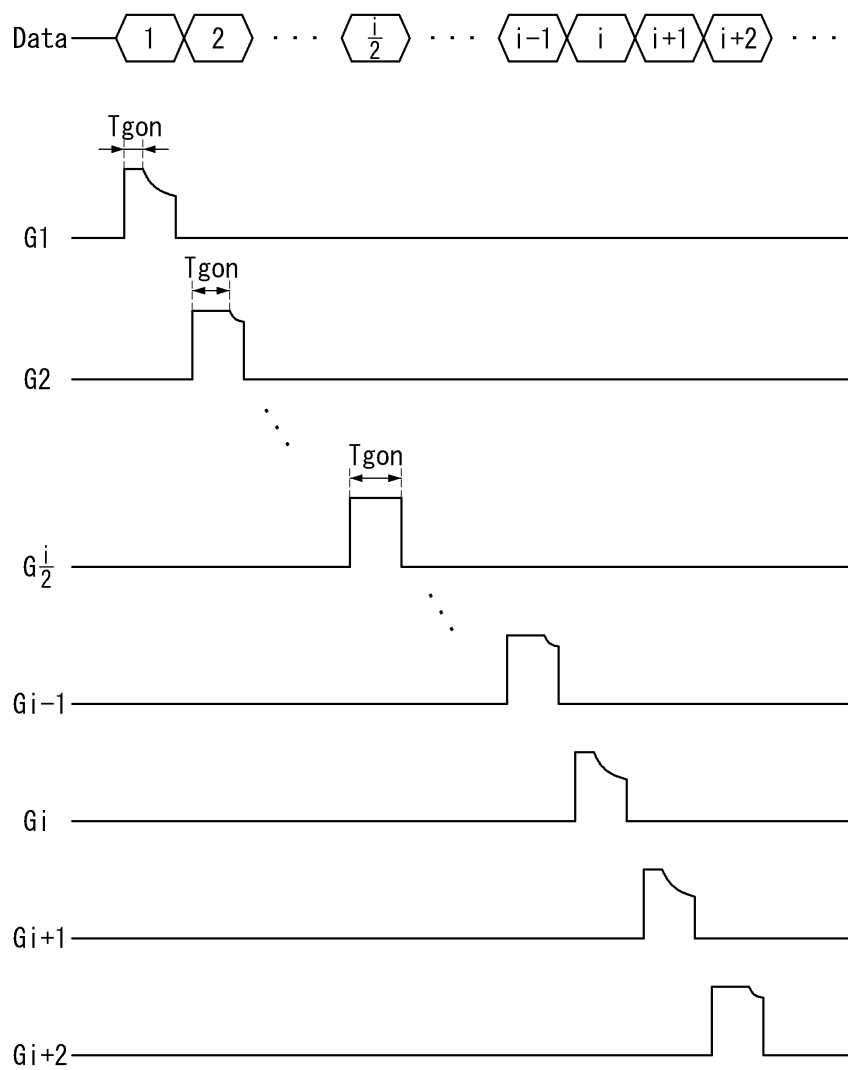 Data 1 2 ··· i/2 ··· i-1 i i+1 i+2 ···
Tgon
G1
Tgon
G2
Tgon
G i/2
Gi-1
Gi
Gi+1
Gi+2